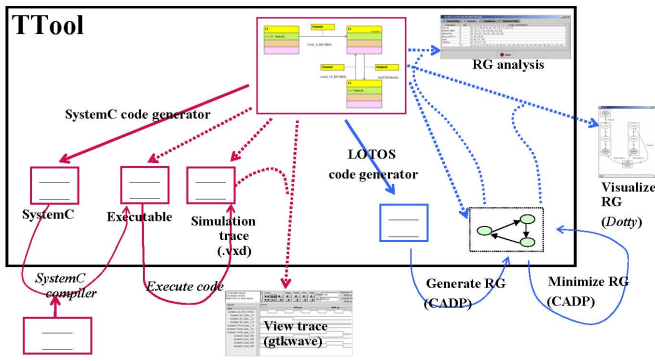 TTool
RG analysis
SystemC code generator
LOTOS
code generator
Visualize
RG
(Dotty)
SystemC
Executable
Simulation
trace
(.vxd)
SystemC
compiler
Execute code
Generate RG
(CADP)
Minimize RG
(CADP)
View trace
(gtkwave)